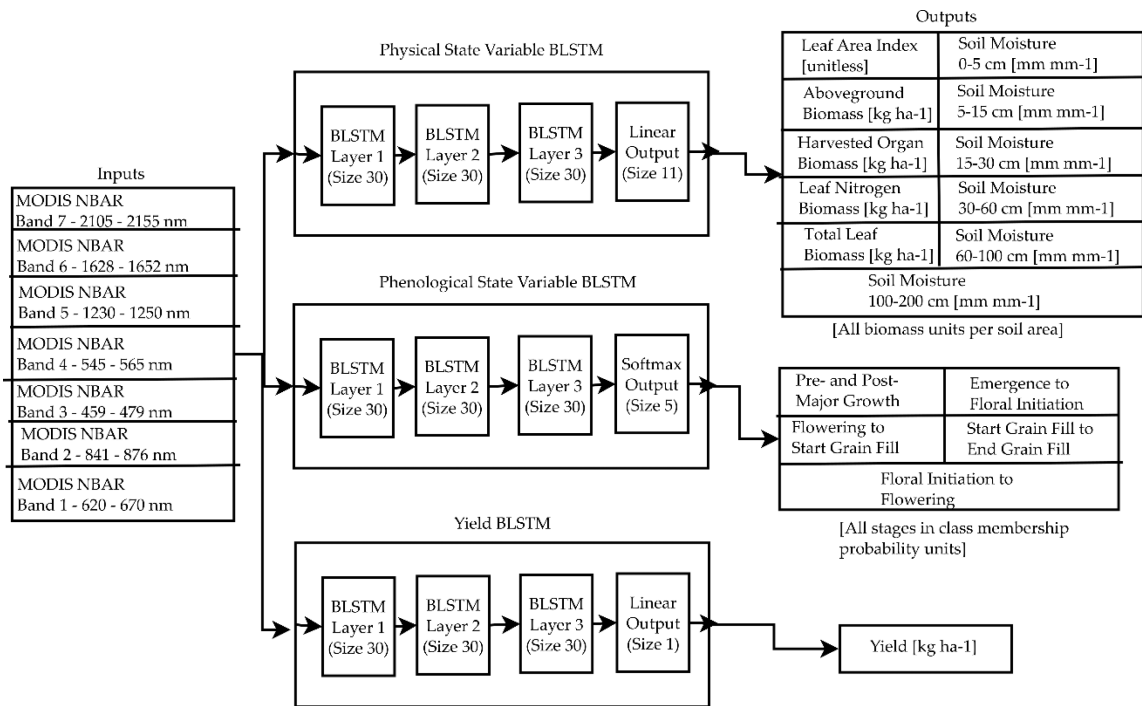 Inputs
MODIS NBAR
Band 7 - 2105 - 2155 nm
MODIS NBAR
Band 6 - 1628 - 1652 nm
MODIS NBAR
Band 5 - 1230 - 1250 nm
MODIS NBAR
Band 4 - 545 - 565 nm
MODIS NBAR
Band 3 - 459 - 479 nm
MODIS NBAR
Band 2 - 841 - 876 nm
MODIS NBAR
Band 1 - 620 - 670 nm
Physical State Variable BLSTM
BLSTM
Layer 1
(Size 30)
BLSTM
Layer 2
(Size 30)
BLSTM
Layer 3
(Size 30)
Linear
Output
(Size 11)
Phenological State Variable BLSTM
BLSTM
Layer 1
(Size 30)
BLSTM
Layer 2
(Size 30)
BLSTM
Layer 3
(Size 30)
Softmax
Output
(Size 5)
Yield BLSTM
BLSTM
Layer 1
(Size 30)
BLSTM
Layer 2
(Size 30)
BLSTM
Layer 3
(Size 30)
Linear
Output
(Size 1)
Outputs
Leaf Area Index
[unitless]
Soil Moisture
0-5 cm [mm mm-1]
Aboveground
Biomass [kg ha-1]
Soil Moisture
5-15 cm [mm mm-1]
Harvested Organ
Biomass [kg ha-1]
Soil Moisture
15-30 cm [mm mm-1]
Leaf Nitrogen
Biomass [kg ha-1]
Soil Moisture
30-60 cm [mm mm-1]
Total Leaf
Biomass [kg ha-1]
Soil Moisture
60-100 cm [mm mm-1]
Soil Moisture
100-200 cm [mm mm-1]
[All biomass units per soil area]
Pre- and Post-
Major Growth
Emergence to
Floral Initiation
Flowering to
Start Grain Fill
Start Grain Fill to
End Grain Fill
Floral Initiation to
Flowering
[All stages in class membership
probability units]
Yield [kg ha-1]